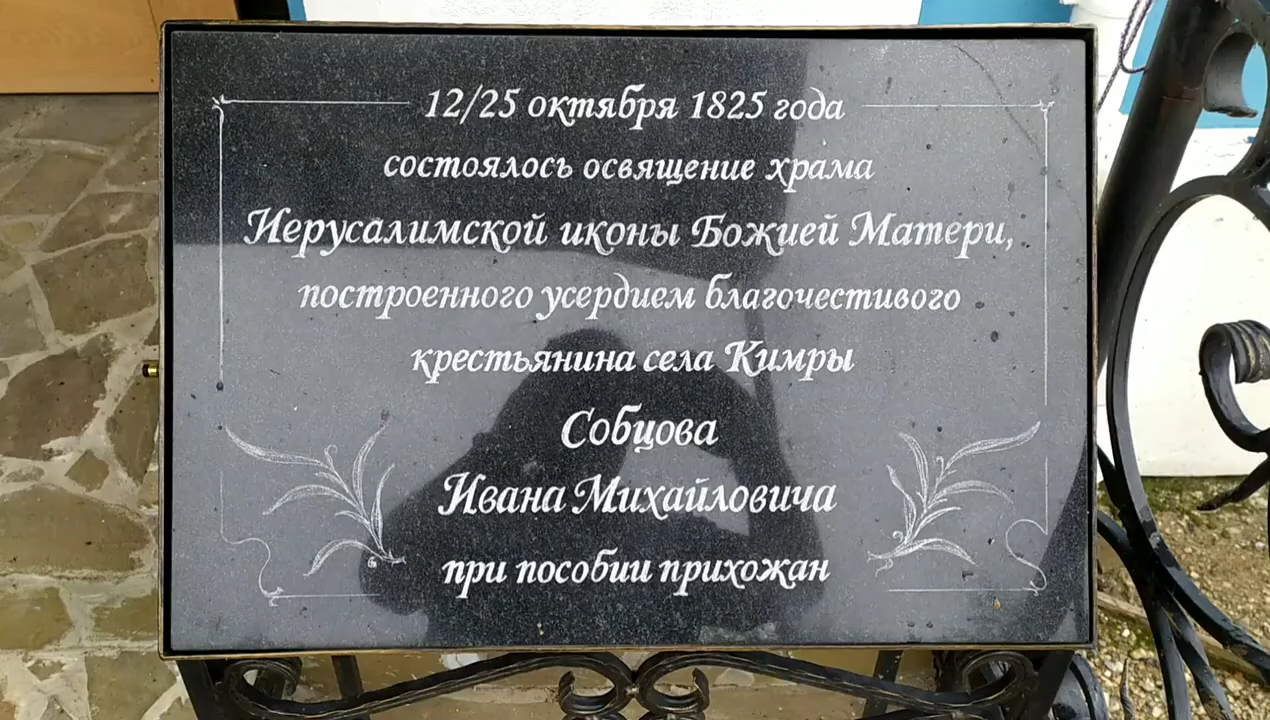 12/25 октября 1825 года
состоялось освящение храма
Иерусалимской иконы Божией Матери,
построенного усердием благочестивого
крестьянина села Кимры
Собцова
Ивана Михайловича
при пособии прихожан